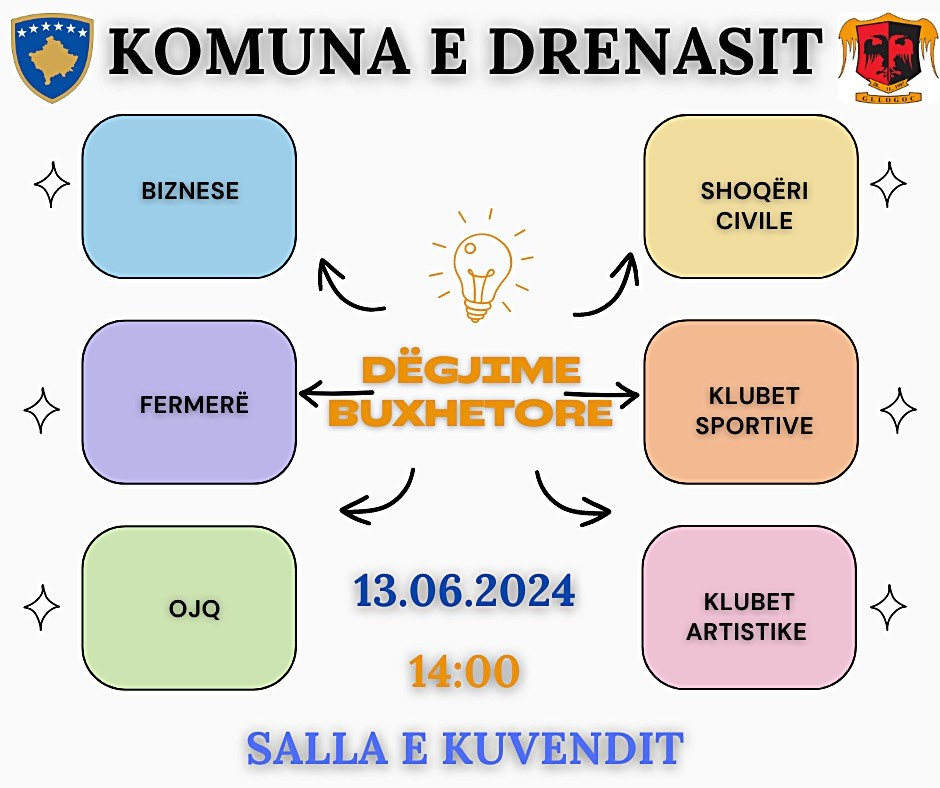 KOMUNA E DRENASIT
GLLOGOC
BIZNESE
SHOQËRI
CIVILE
DËGJIME
BUXHETORE
FERMERË
KLUBET
SPORTIVE
OJQ
KLUBET
ARTISTIKE
13.06.2024
14:00
SALLA E KUVENDIT